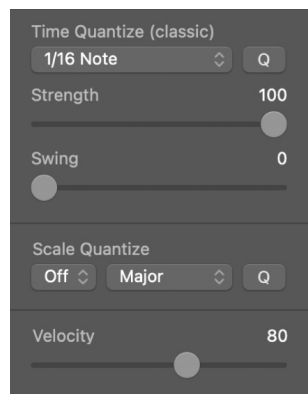 Time Quantize (classic)
1/16 Note Q
Strength 100
Swing 0
Scale Quantize
Off Major Q
Velocity 80